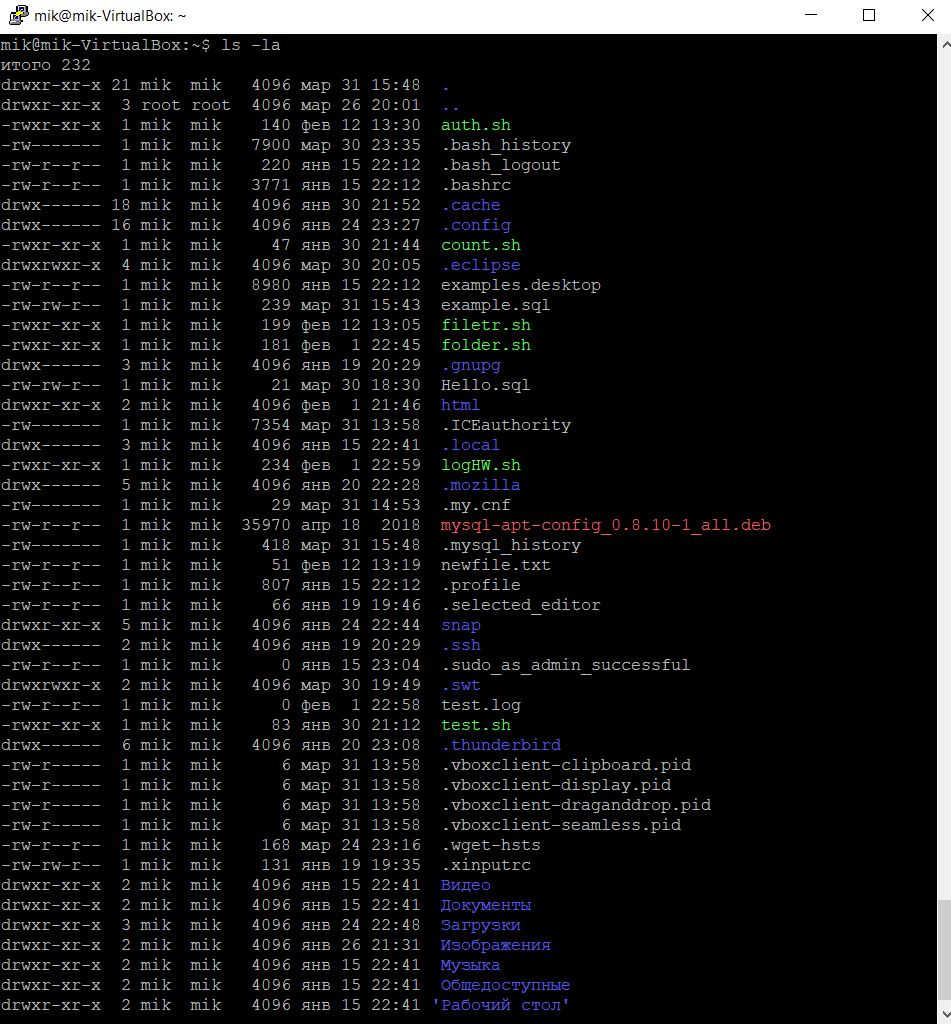 mik@mik-VirtualBox: ~
mik@mik-VirtualBox:~$ ls -la
итого 232
drwxr-xr-x 21 mik  mik   4096 мар 31 15:48  .
drwxr-xr-x  3 root root  4096 мар 26 20:01  ..
-rwxr-xr-x  1 mik  mik    140 фев 12 13:30  auth.sh
-rw-------  1 mik  mik   7900 мар 30 23:35  .bash_history
-rw-r--r--  1 mik  mik    220 янв 15 22:12  .bash_logout
-rw-r--r--  1 mik  mik   3771 янв 15 22:12  .bashrc
drwx------ 18 mik  mik   4096 янв 30 21:52  .cache
drwx------ 16 mik  mik   4096 янв 24 23:27  .config
-rwxr-xr-x  1 mik  mik     47 янв 30 21:44  count.sh
drwxrwxr-x  4 mik  mik   4096 мар 30 20:05  .eclipse
-rw-r--r--  1 mik  mik   8980 янв 15 22:12  examples.desktop
-rw-rw-r--  1 mik  mik    239 мар 31 15:43  example.sql
-rwxr-xr-x  1 mik  mik    199 фев 12 13:05  filetr.sh
-rwxr-xr-x  1 mik  mik    181 фев  1 22:45  folder.sh
drwx------  3 mik  mik   4096 янв 19 20:29  .gnupg
-rw-rw-r--  1 mik  mik     21 мар 30 18:30  Hello.sql
drwxr-xr-x  2 mik  mik   4096 фев  1 21:46  html
-rw-------  1 mik  mik   7354 мар 31 13:58  .ICEauthority
drwx------  3 mik  mik   4096 янв 15 22:41  .local
-rwxr-xr-x  1 mik  mik    234 фев  1 22:59  logHW.sh
drwx------  5 mik  mik   4096 янв 20 22:28  .mozilla
-rw-------  1 mik  mik     29 мар 31 14:53  .my.cnf
-rw-r--r--  1 mik  mik  35970 апр 18  2018  mysql-apt-config_0.8.10-1_all.deb
-rw-------  1 mik  mik    418 мар 31 15:48  .mysql_history
-rw-r--r--  1 mik  mik     51 фев 12 13:19  newfile.txt
-rw-r--r--  1 mik  mik    807 янв 15 22:12  .profile
-rw-r--r--  1 mik  mik     66 янв 19 19:46  .selected_editor
drwxr-xr-x  5 mik  mik   4096 янв 24 22:44  snap
drwx------  2 mik  mik   4096 янв 19 20:29  .ssh
-rw-r--r--  1 mik  mik      0 янв 15 23:04  .sudo_as_admin_successful
drwxrwxr-x  2 mik  mik   4096 мар 30 19:49  .swt
-rw-r--r--  1 mik  mik      0 фев  1 22:58  test.log
-rwxr-xr-x  1 mik  mik     83 янв 30 21:12  test.sh
drwx------  6 mik  mik   4096 янв 20 23:08  .thunderbird
-rw-r-----  1 mik  mik      6 мар 31 13:58  .vboxclient-clipboard.pid
-rw-r-----  1 mik  mik      6 мар 31 13:58  .vboxclient-display.pid
-rw-r-----  1 mik  mik      6 мар 31 13:58  .vboxclient-draganddrop.pid
-rw-r-----  1 mik  mik      6 мар 31 13:58  .vboxclient-seamless.pid
-rw-r--r--  1 mik  mik    168 мар 24 23:16  .wget-hsts
-rw-rw-r--  1 mik  mik    131 янв 19 19:35  .xinputrc
drwxr-xr-x  2 mik  mik   4096 янв 15 22:41  Видео
drwxr-xr-x  2 mik  mik   4096 янв 15 22:41  Документы
drwxr-xr-x  3 mik  mik   4096 янв 24 22:48  Загрузки
drwxr-xr-x  2 mik  mik   4096 янв 26 21:31  Изображения
drwxr-xr-x  2 mik  mik   4096 янв 15 22:41  Музыка
drwxr-xr-x  2 mik  mik   4096 янв 15 22:41  Общедоступные
drwxr-xr-x  2 mik  mik   4096 янв 15 22:41 'Рабочий стол'